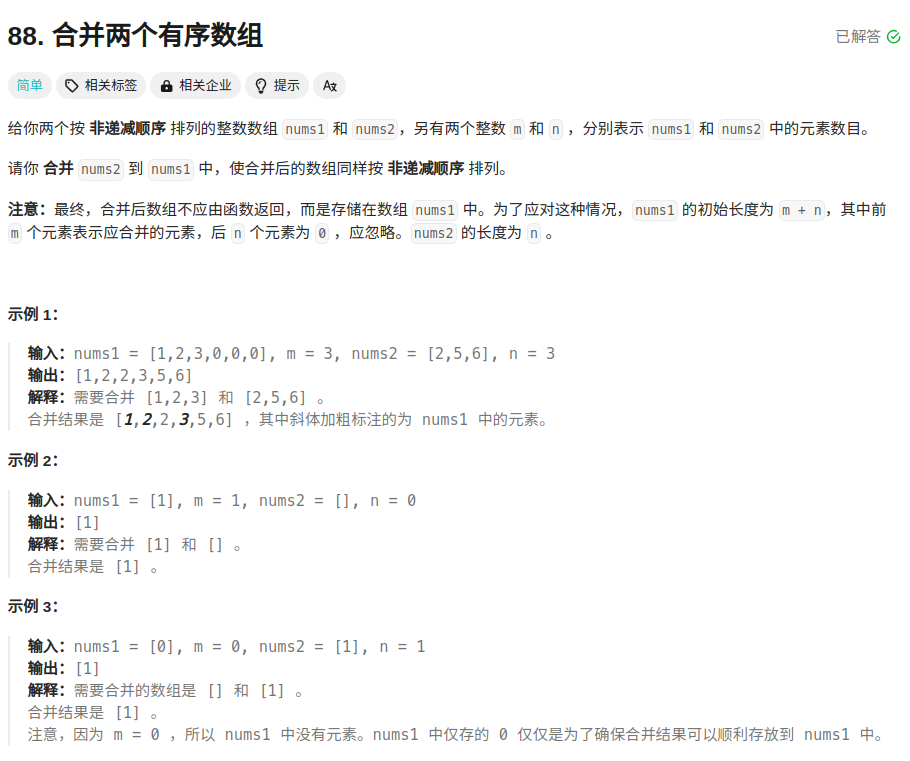 88. 合并两个有序数组
已解答
简单 相关标签 相关企业 提示 A文
给你两个按 非递减顺序 排列的整数数组 nums1 和 nums2，另有两个整数 m 和 n ，分别表示 nums1 和 nums2 中的元素数目。
请你 合并 nums2 到 nums1 中，使合并后的数组同样按 非递减顺序 排列。
注意：最终，合并后数组不应由函数返回，而是存储在数组 nums1 中。为了应对这种情况，nums1 的初始长度为 m + n，其中前
m 个元素表示应合并的元素，后 n 个元素为 0 ，应忽略。nums2 的长度为 n 。
示例 1：
输入：nums1 = [1,2,3,0,0,0], m = 3, nums2 = [2,5,6], n = 3
输出：[1,2,2,3,5,6]
解释：需要合并 [1,2,3] 和 [2,5,6] 。
合并结果是 [1,2,2,3,5,6] ，其中斜体加粗标注的为 nums1 中的元素。
示例 2：
输入：nums1 = [1], m = 1, nums2 = [], n = 0
输出：[1]
解释：需要合并 [1] 和 [] 。
合并结果是 [1] 。
示例 3：
输入：nums1 = [0], m = 0, nums2 = [1], n = 1
输出：[1]
解释：需要合并的数组是 [] 和 [1] 。
合并结果是 [1] 。
注意，因为 m = 0 ，所以 nums1 中没有元素。nums1 中仅存的 0 仅仅是为了确保合并结果可以顺利存放到 nums1 中。